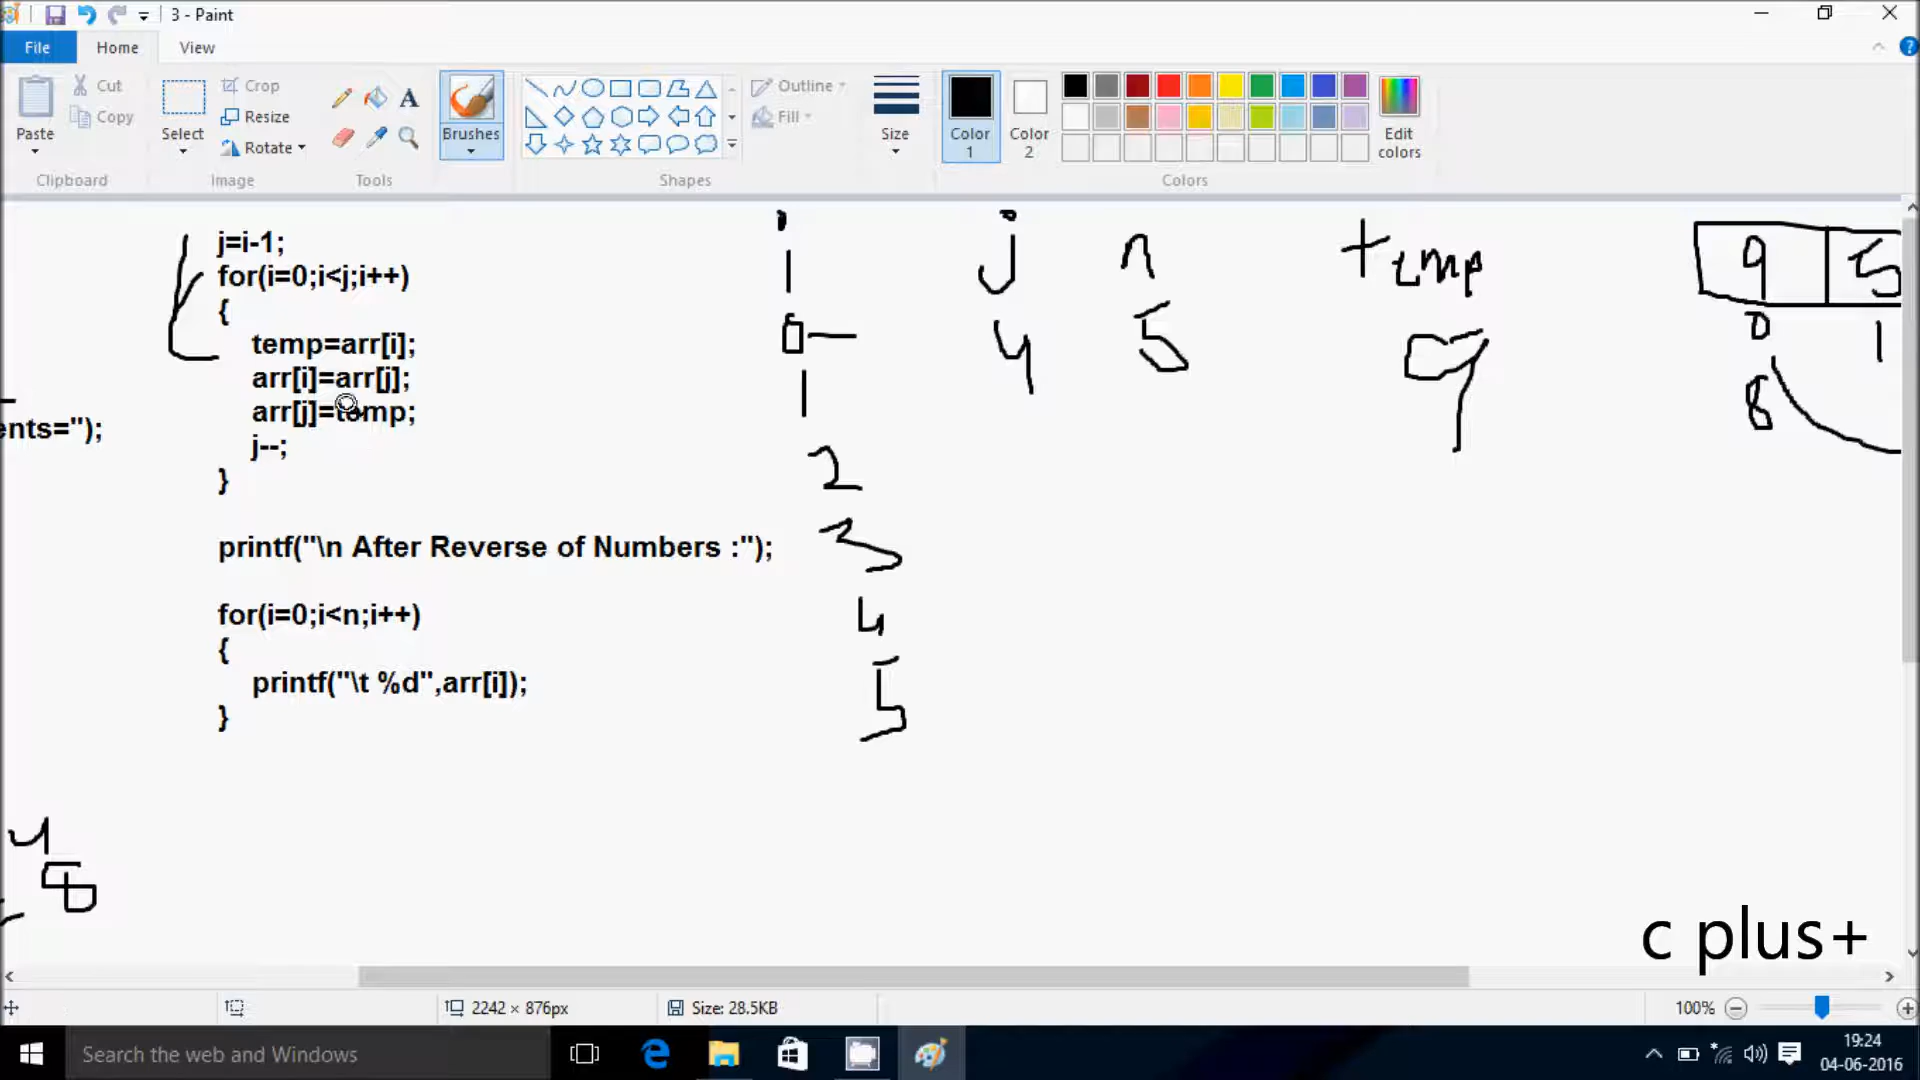 3 - Paint
File Home View
Paste
Cut
Copy
Clipboard
Select
Crop
Resize
Rotate
Image
A
Tools
Brushes
Outline
Fill
Shapes
Size
Color
1
Color
2
Edit
colors
Colors
j=i-1;
for(i=0;i<j;i++)
{
temp=arr[i];
arr[i]=arr[j];
arr[j]=temp;
j--;
}
printf("\n After Reverse of Numbers :");
for(i=0;i<n;i++)
{
printf("\t %d",arr[i]);
}
ents=");
i j n temp
0 4 5 9
1
2
3
4
5
9 5
0 1
8
4
8
c plus+
2242 × 876px
Size: 28.5KB
100%
Search the web and Windows
19:24
04-06-2016